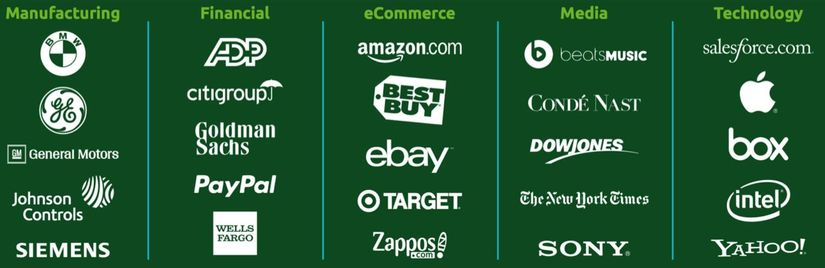 Manufacturing
BMW
GE
GM General Motors
Johnson
Controls
SIEMENS
Financial
ADP
citigroup
Goldman
Sachs
PayPal
WELLS
FARGO
eCommerce
amazon.com
BEST
BUY
ebay
TARGET
Zappos
.com
Media
b beatsMUSIC
CONDÉ NAST
DOWJONES
The New York Times
SONY
Technology
salesforce.com
box
intel
YAHOO!